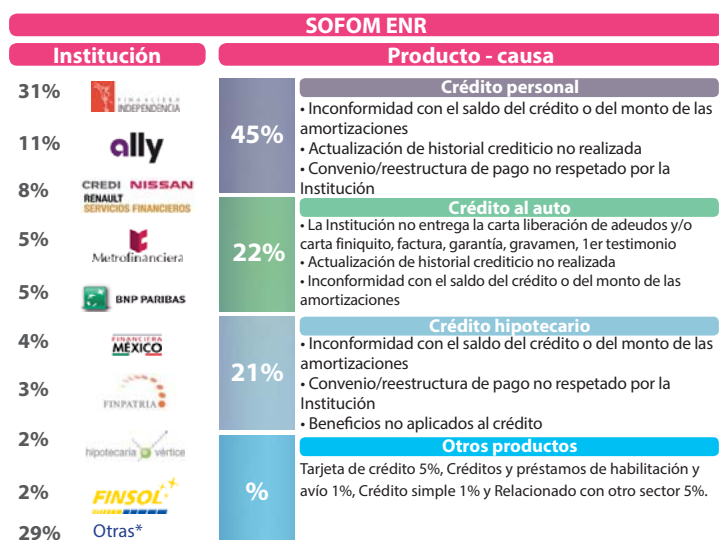 SOFOM ENR
Institución
Producto - causa
31%
FINANCIERA
INDEPENDENCIA
11%
ally
8%
CREDI NISSAN
RENAULT
SERVICIOS FINANCIEROS
5%
Metrofinanciera
5%
BNP PARIBAS
4%
FINANCIERA
MÉXICO
3%
FINPATRIA
2%
hipotecaria vértice
2%
FINSOL
29%
Otras*
45%
Crédito personal
• Inconformidad con el saldo del crédito o del monto de las
amortizaciones
• Actualización de historial crediticio no realizada
• Convenio/reestructura de pago no respetado por la
Institución
22%
Crédito al auto
• La Institución no entrega la carta liberación de adeudos y/o
carta finiquito, factura, garantía, gravamen, 1er testimonio
• Actualización de historial crediticio no realizada
• Inconformidad con el saldo del crédito o del monto de las
amortizaciones
21%
Crédito hipotecario
• Inconformidad con el saldo del crédito o del monto de las
amortizaciones
• Convenio/reestructura de pago no respetado por la
Institución
• Beneficios no aplicados al crédito
%
Otros productos
Tarjeta de crédito 5%, Créditos y préstamos de habilitación y
avío 1%, Crédito simple 1% y Relacionado con otro sector 5%.